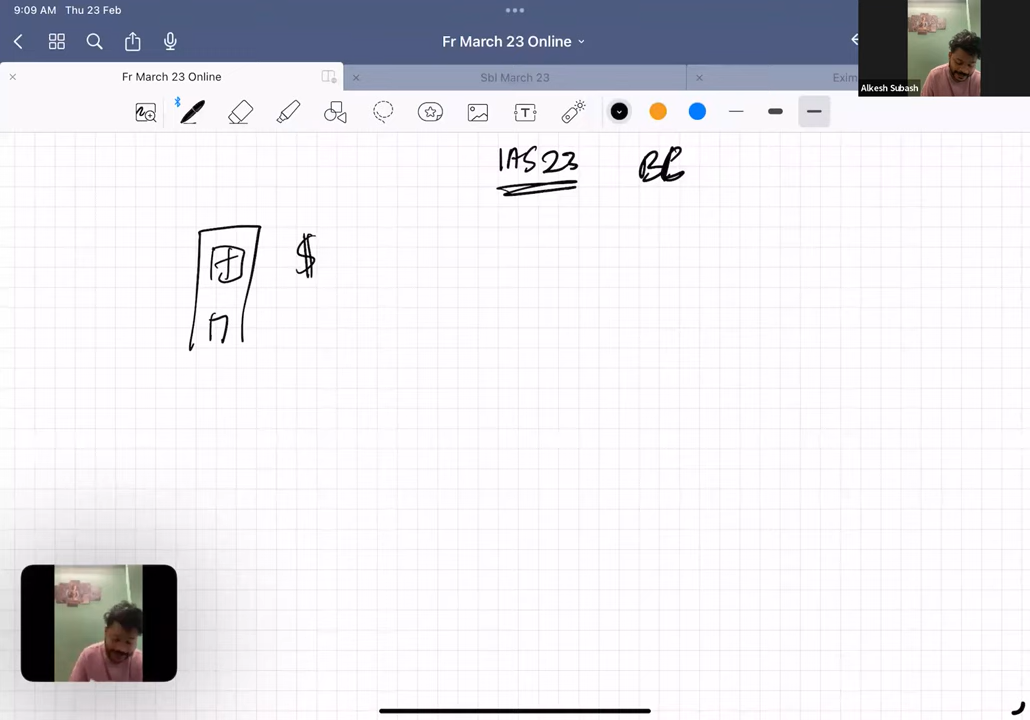 9:09 AM Thu 23 Feb
Fr March 23 Online
Alkesh Subash
Fr March 23 Online
Sbl March 23
Exim
T
IAS 23
$